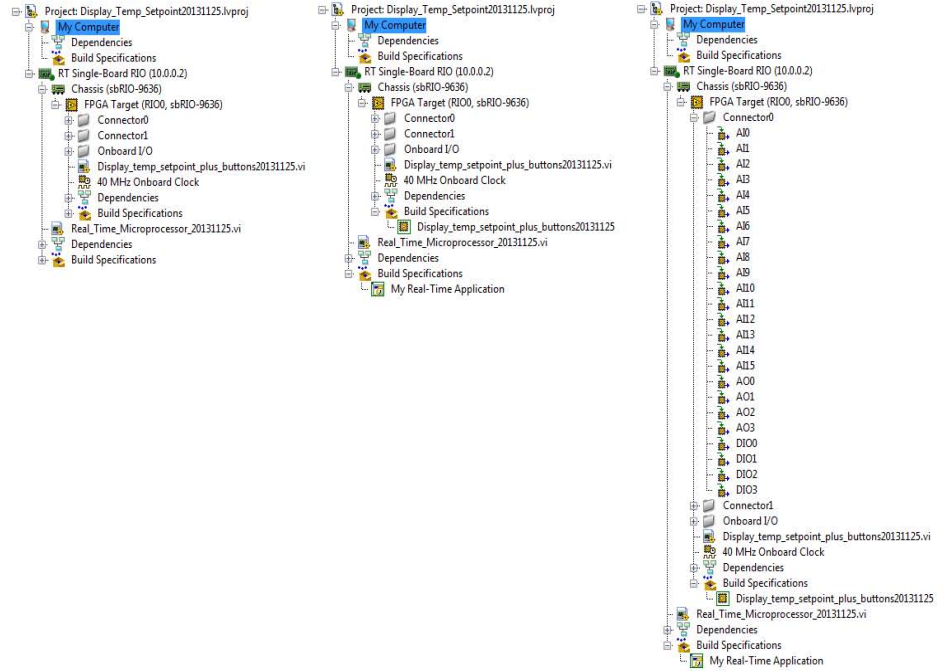 Project: Display_Temp_Setpoint20131125.lvproj
My Computer
Dependencies
Build Specifications
RT Single-Board RIO (10.0.0.2)
Chassis (sbRIO-9636)
FPGA Target (RIO0, sbRIO-9636)
Connector0
Connector1
Onboard I/O
Display_temp_setpoint_plus_buttons20131125.vi
40 MHz Onboard Clock
Dependencies
Build Specifications
Real_Time_Microprocessor_20131125.vi
Dependencies
Build Specifications
Project: Display_Temp_Setpoint20131125.lvproj
My Computer
Dependencies
Build Specifications
RT Single-Board RIO (10.0.0.2)
Chassis (sbRIO-9636)
FPGA Target (RIO0, sbRIO-9636)
Connector0
Connector1
Onboard I/O
Display_temp_setpoint_plus_buttons20131125.vi
40 MHz Onboard Clock
Dependencies
Build Specifications
Display_temp_setpoint_plus_buttons20131125
Real_Time_Microprocessor_20131125.vi
Dependencies
Build Specifications
My Real-Time Application
Project: Display_Temp_Setpoint20131125.lvproj
My Computer
Dependencies
Build Specifications
RT Single-Board RIO (10.0.0.2)
Chassis (sbRIO-9636)
FPGA Target (RIO0, sbRIO-9636)
Connector0
AI0
AI1
AI2
AI3
AI4
AI5
AI6
AI7
AI8
AI9
AI10
AI11
AI12
AI13
AI14
AI15
AO0
AO1
AO2
AO3
DIO0
DIO1
DIO2
DIO3
Connector1
Onboard I/O
Display_temp_setpoint_plus_buttons20131125.vi
40 MHz Onboard Clock
Dependencies
Build Specifications
Display_temp_setpoint_plus_buttons20131125
Real_Time_Microprocessor_20131125.vi
Dependencies
Build Specifications
My Real-Time Application